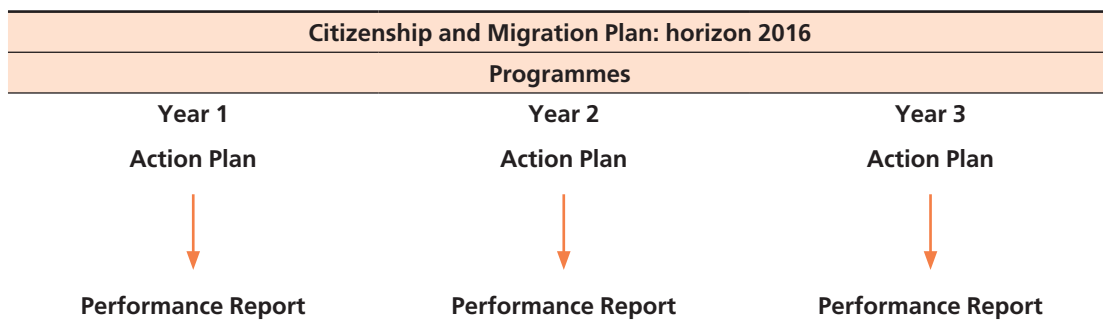 Citizenship and Migration Plan: horizon 2016
Programmes
Year 1 Year 2 Year 3
Action Plan Action Plan Action Plan
Performance Report Performance Report Performance Report